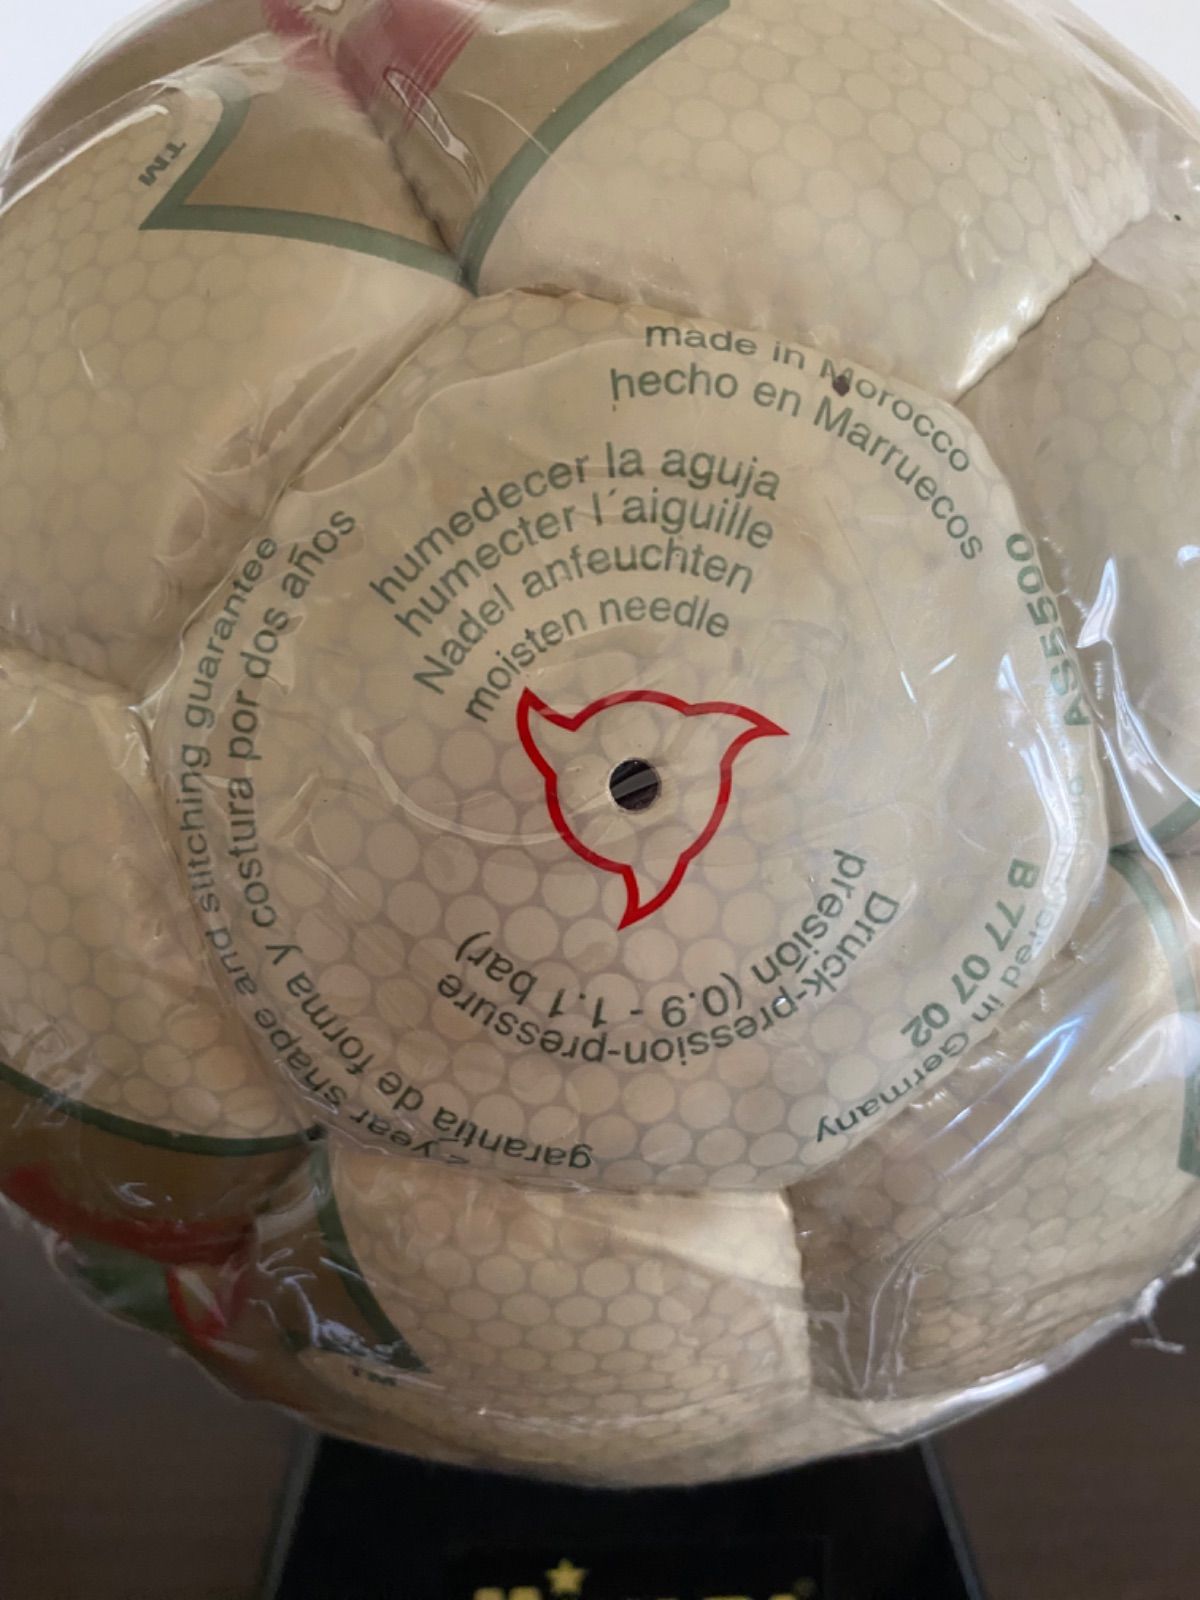 TM
made in Morocco
hecho en Marruecos
humedecer la aguja
humecter l´aiguille
Nadel anfeuchten
moisten needle
2 year shape and stitching guarantee
garantia de forma y costura por dos años
AS5500
B 77 07 02
in Germany
Druck-pression-pressure
presión (0.9 - 1.1 bar)
TM